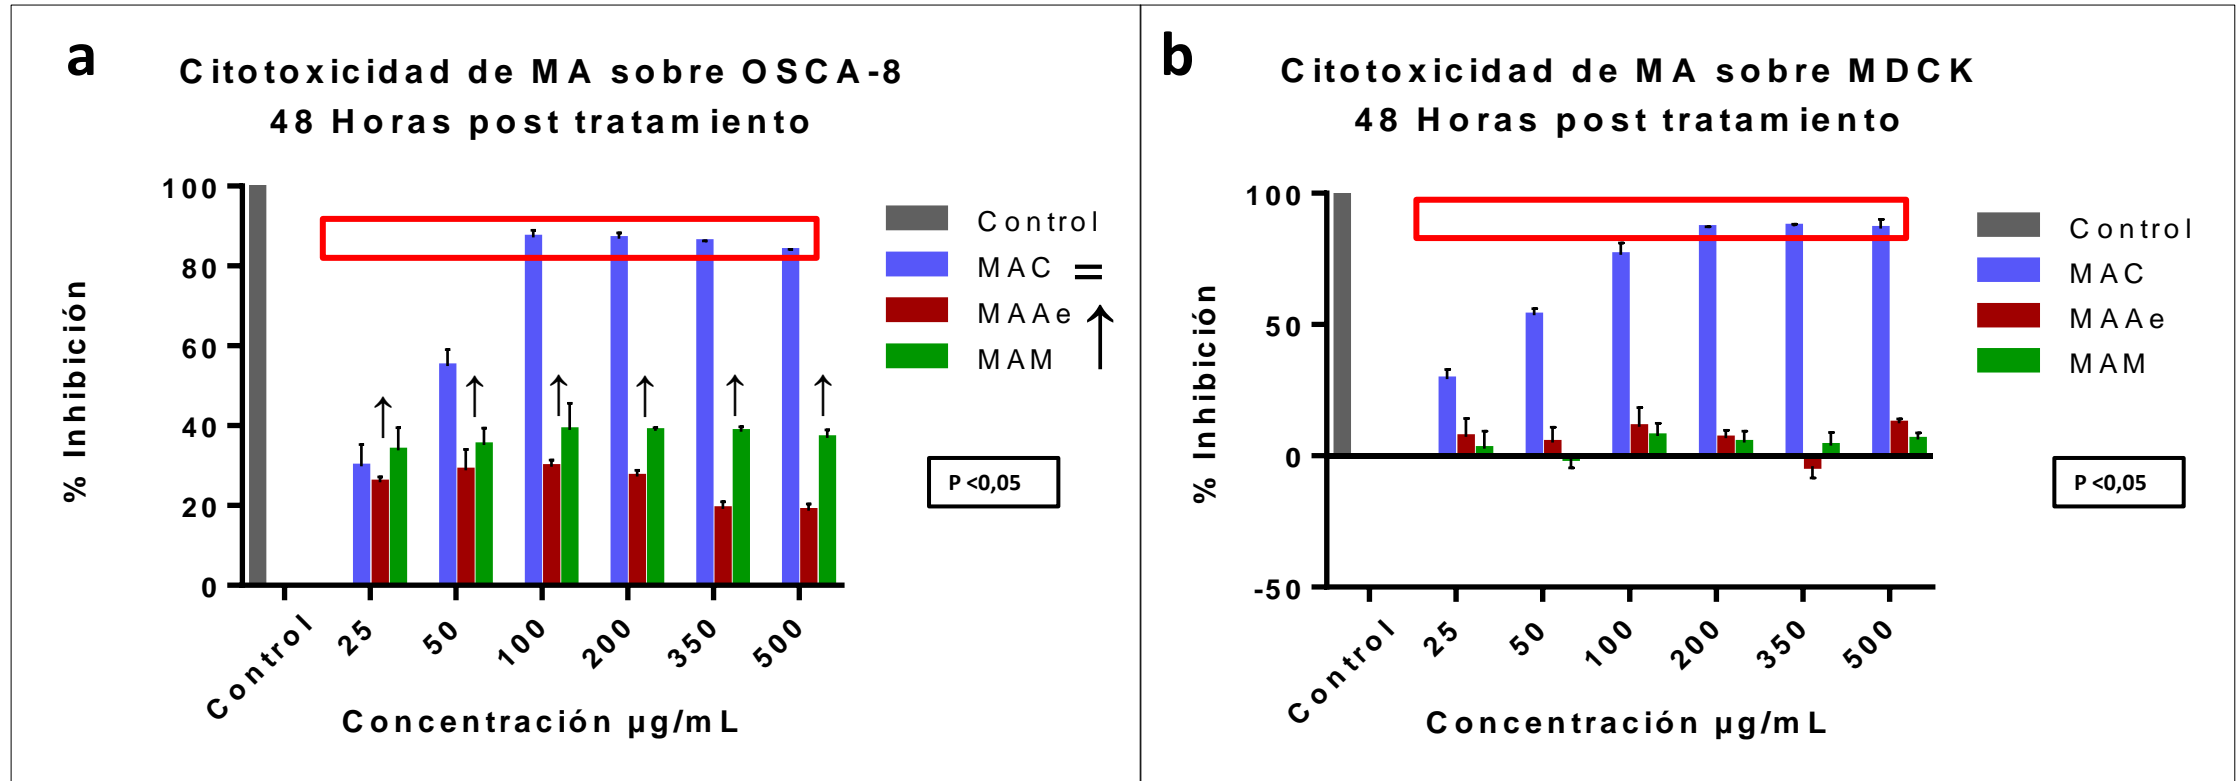 a
Citotoxicidad de MA sobre OSCA-8
48 Horas post tratamiento
% Inhibición
100
80
60
40
20
0
Control
25
50
100
200
350
500
Concentración µg/mL
Control
MAC =
MAAe
MAM
P <0,05
b
Citotoxicidad de MA sobre MDCK
48 Horas post tratamiento
% Inhibición
100
50
0
-50
Control
25
50
100
200
350
500
Concentración µg/mL
Control
MAC
MAAe
MAM
P <0,05